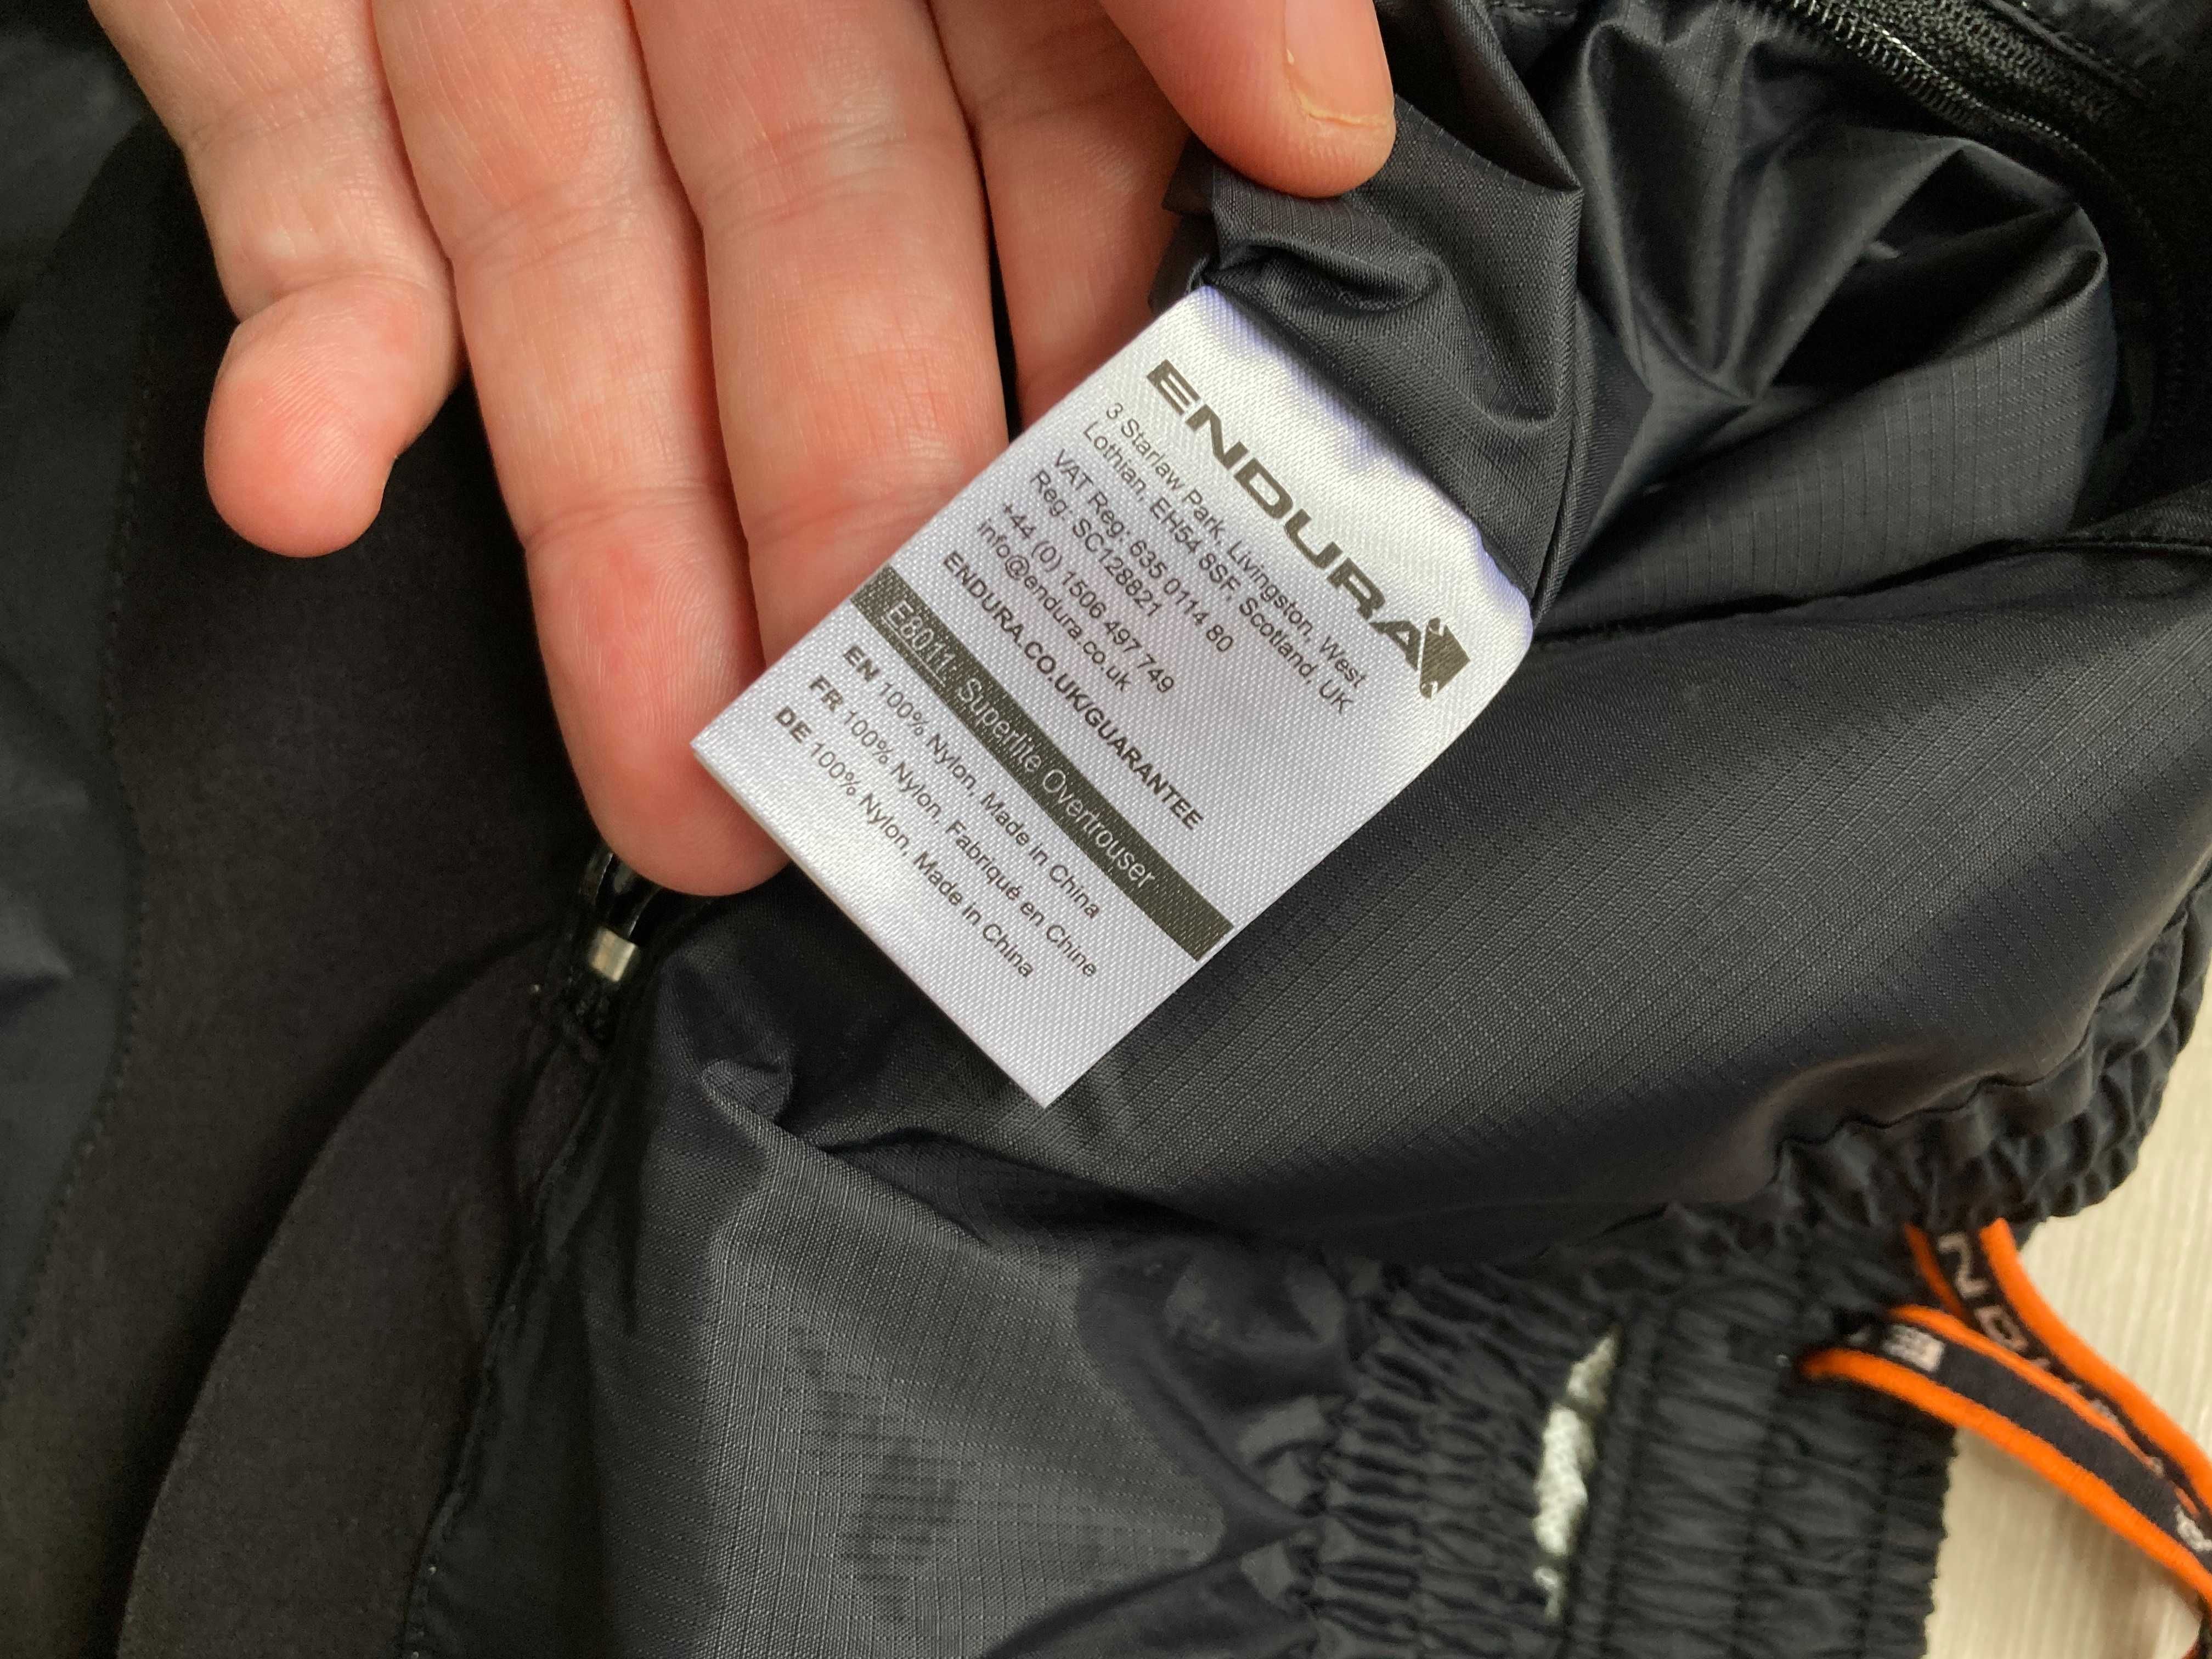 ENDURA
3 Starlaw Park, Livingston, West
Lothian, EH54 8SF, Scotland, UK
VAT Reg: 635 0114 80
Reg: SC128821
+44 (0) 1506 497 749
info@endura.co.uk
ENDURA.CO.UK/GUARANTEE
E8011, Superlite Overtrouser
EN 100% Nylon, Made in China
FR 100% Nylon, Fabriqué en Chine
DE 100% Nylon, Made in China